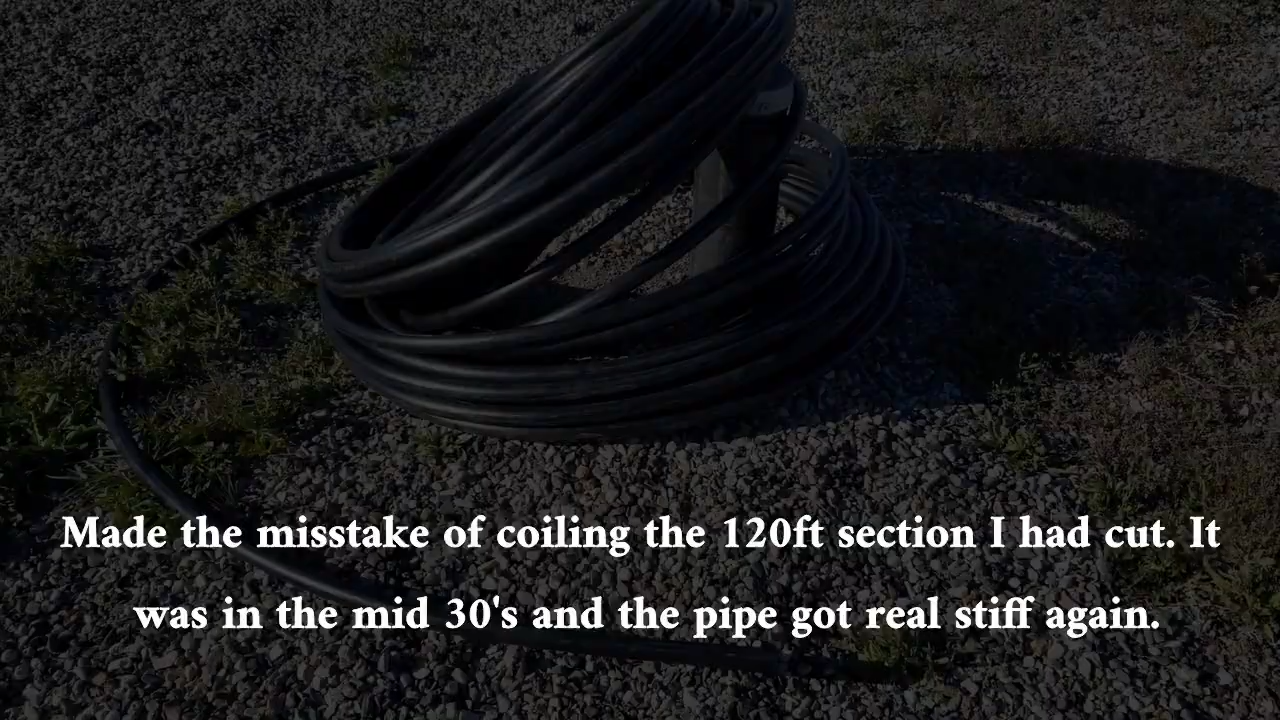 Made the misstake of coiling the 120ft section I had cut. It
was in the mid 30's and the pipe got real stiff again.